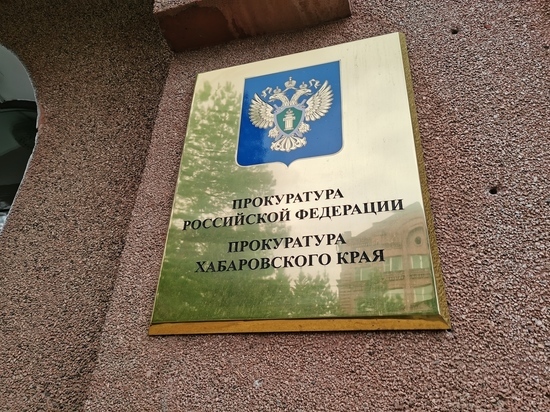 ПРОКУРАТУРА
РОССИЙСКОЙ ФЕДЕРАЦИИ
ПРОКУРАТУРА
ХАБАРОВСКОГО КРАЯ